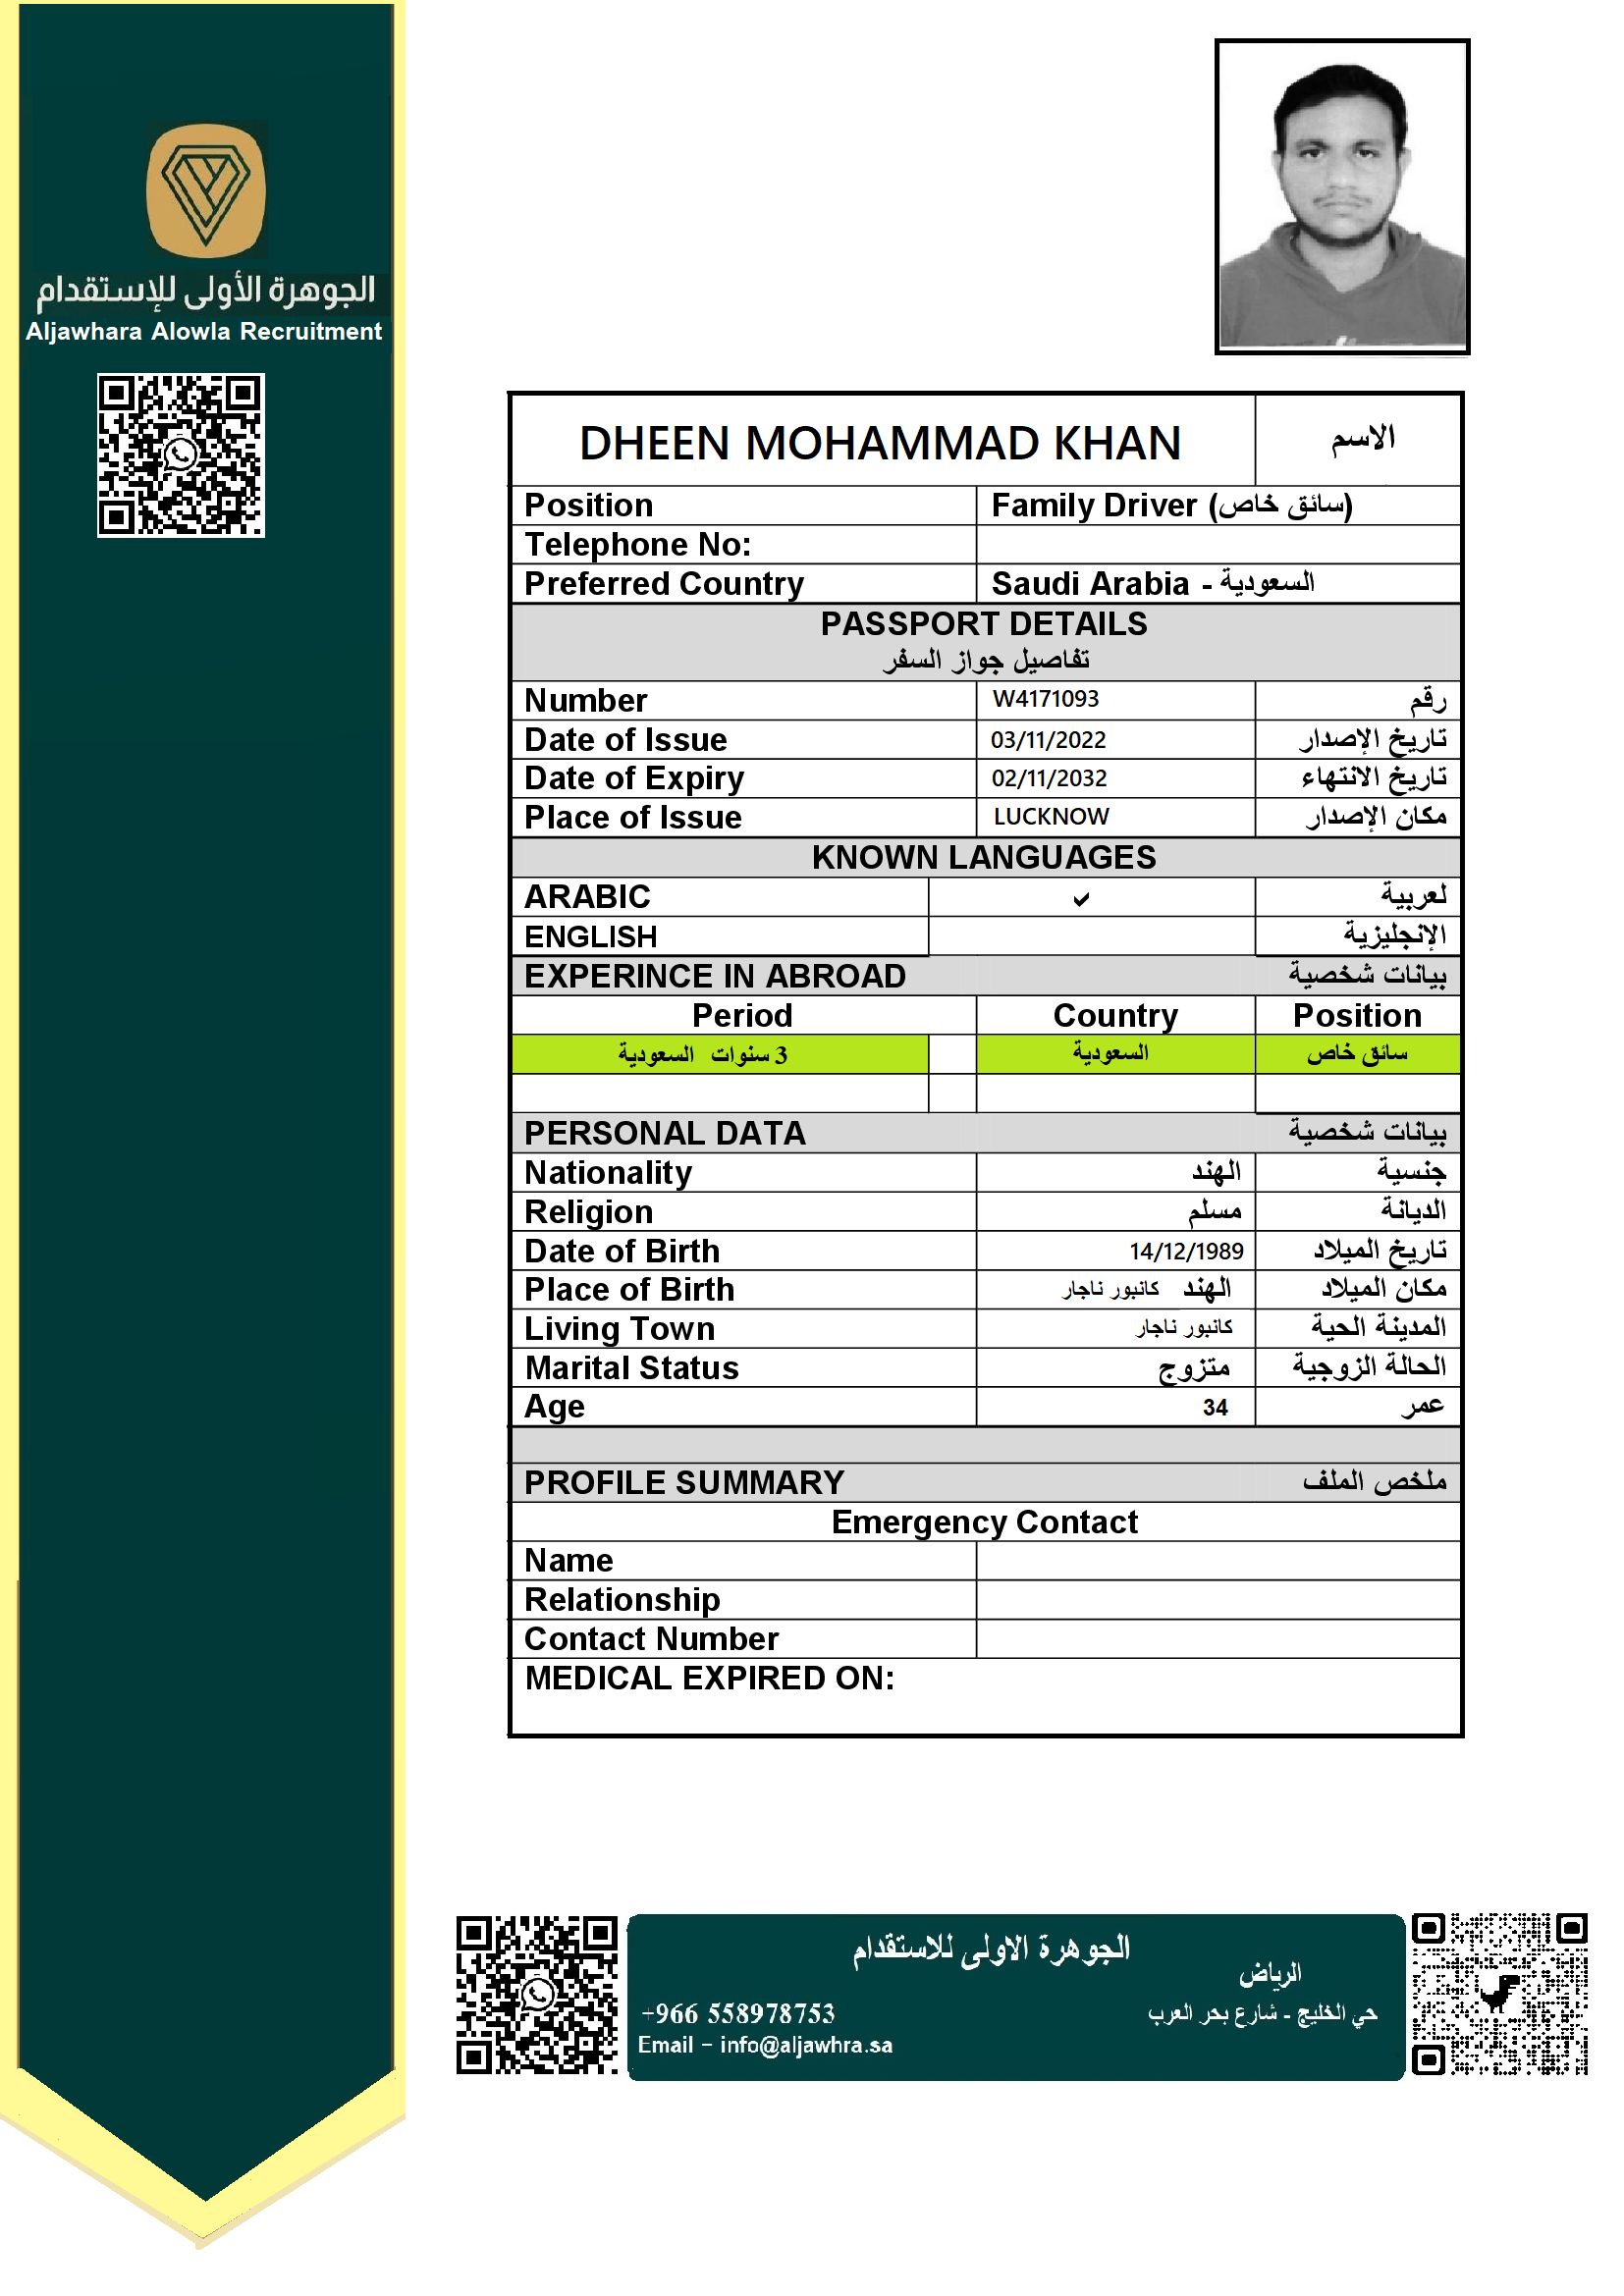 الجوهرة الأولى للإستقدام
Aljawhara Alowla Recruitment
DHEEN MOHAMMAD KHAN الاسم
Position Family Driver (سائق خاص)
Telephone No:
Preferred Country Saudi Arabia - السعودية
PASSPORT DETAILS
تفاصيل جواز السفر
Number W4171093 رقم
Date of Issue 03/11/2022 تاريخ الإصدار
Date of Expiry 02/11/2032 تاريخ الانتهاء
Place of Issue LUCKNOW مكان الإصدار
KNOWN LANGUAGES
ARABIC لعربية
ENGLISH الإنجليزية
EXPERINCE IN ABROAD بيانات شخصية
Period Country Position
3 سنوات السعودية السعودية سائق خاص
PERSONAL DATA بيانات شخصية
Nationality الهند جنسية
Religion مسلم الديانة
Date of Birth 14/12/1989 تاريخ الميلاد
Place of Birth الهند كانبور ناجار مكان الميلاد
Living Town كانبور ناجار المدينة الحية
Marital Status متزوج الحالة الزوجية
Age 34 عمر
PROFILE SUMMARY ملخص الملف
Emergency Contact
Name
Relationship
Contact Number
MEDICAL EXPIRED ON:
الجوهرة الاولى للاستقدام
الرياض
+966 558978753 حي الخليج - شارع بحر العرب
Email - info@aljawhra.sa